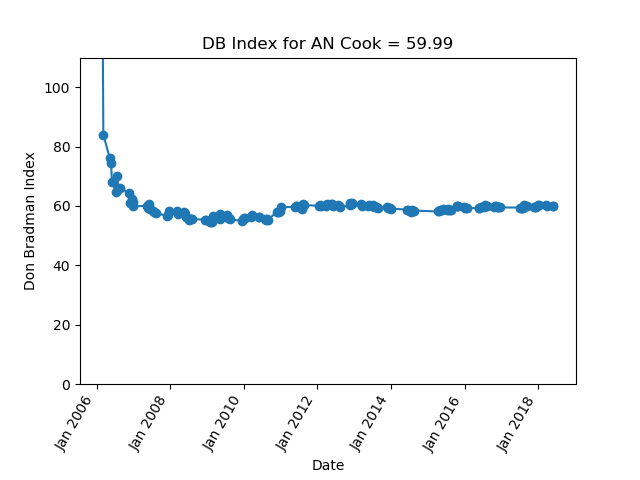 DB Index for AN Cook = 59.99
Don Bradman Index
100
80
60
40
20
0
Jan 2006
Jan 2008
Jan 2010
Jan 2012
Jan 2014
Jan 2016
Jan 2018
Date